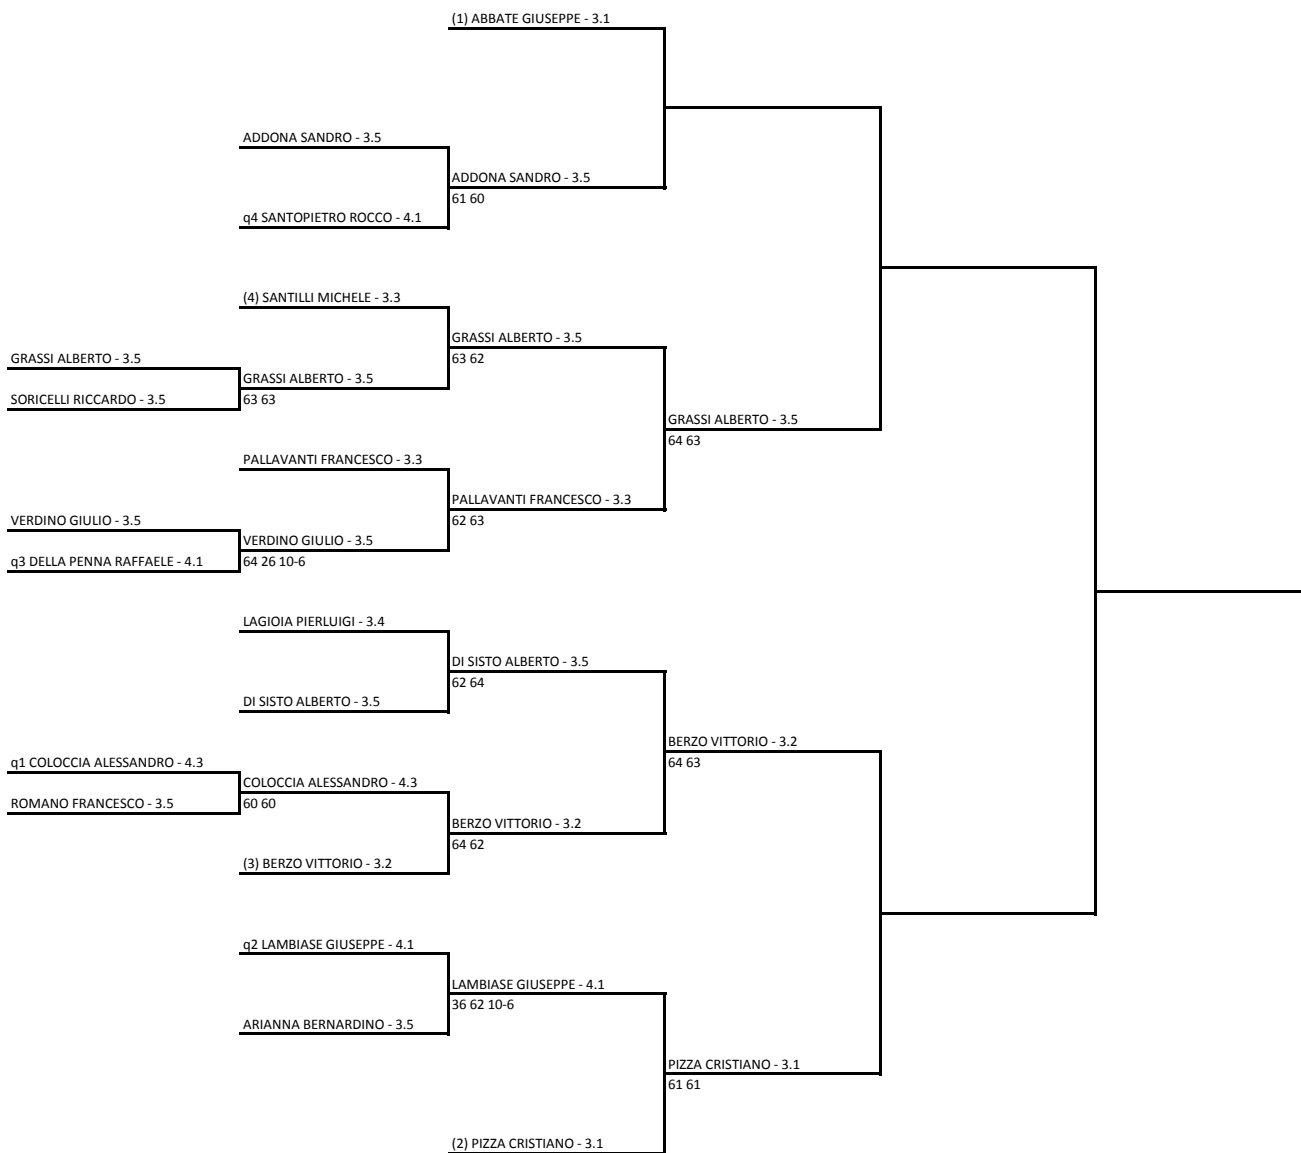 (1) ABBATE GIUSEPPE - 3.1
ADDONA SANDRO - 3.5
ADDONA SANDRO - 3.5
61 60
q4 SANTOPIETRO ROCCO - 4.1
(4) SANTILLI MICHELE - 3.3
GRASSI ALBERTO - 3.5
63 62
GRASSI ALBERTO - 3.5
GRASSI ALBERTO - 3.5
SORICELLI RICCARDO - 3.5
63 63
GRASSI ALBERTO - 3.5
64 63
PALLAVANTI FRANCESCO - 3.3
PALLAVANTI FRANCESCO - 3.3
62 63
VERDINO GIULIO - 3.5
VERDINO GIULIO - 3.5
q3 DELLA PENNA RAFFAELE - 4.1
64 26 10-6
LAGIOIA PIERLUIGI - 3.4
DI SISTO ALBERTO - 3.5
62 64
DI SISTO ALBERTO - 3.5
BERZO VITTORIO - 3.2
64 63
q1 COLOCCIA ALESSANDRO - 4.3
COLOCCIA ALESSANDRO - 4.3
ROMANO FRANCESCO - 3.5
60 60
BERZO VITTORIO - 3.2
64 62
(3) BERZO VITTORIO - 3.2
q2 LAMBIASE GIUSEPPE - 4.1
LAMBIASE GIUSEPPE - 4.1
36 62 10-6
ARIANNA BERNARDINO - 3.5
PIZZA CRISTIANO - 3.1
61 61
(2) PIZZA CRISTIANO - 3.1